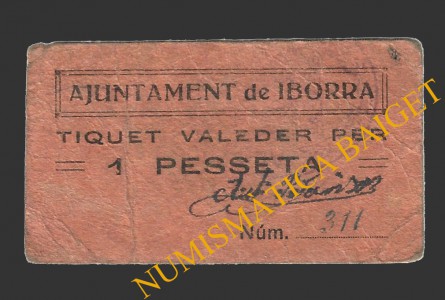 AJUNTAMENT de IBORRA
TIQUET VALEDER PER
1 PESSETA
Núm. 311
NUMISMATICA BAIGET